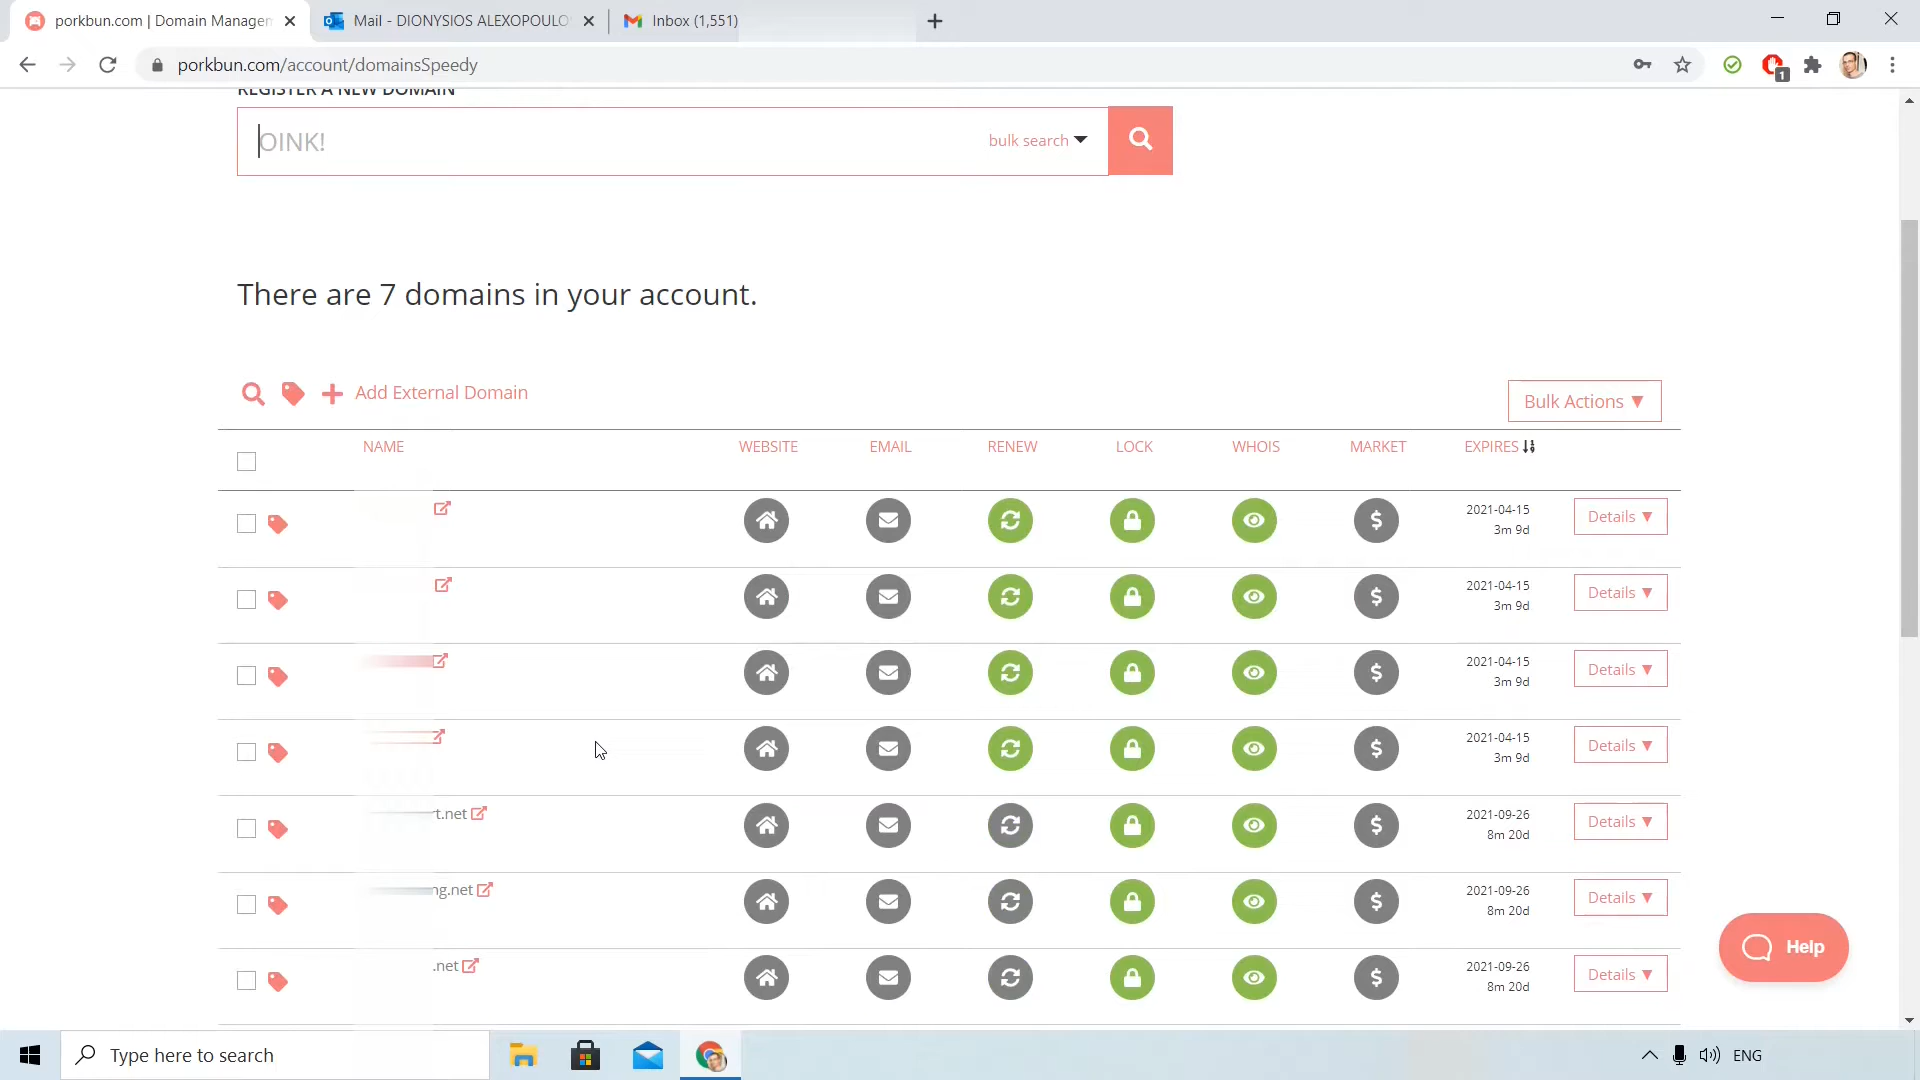 porkbun.com | Domain Managem
Mail - DIONYSIOS ALEXOPOULO
Inbox (1,551)
porkbun.com/account/domainsSpeedy
1
REGISTER A NEW DOMAIN
OINK!
bulk search
There are 7 domains in your account.
Add External Domain
Bulk Actions ▼
NAME WEBSITE EMAIL RENEW LOCK WHOIS MARKET EXPIRES
2021-04-15
3m 9d
Details ▼
2021-04-15
3m 9d
Details ▼
2021-04-15
3m 9d
Details ▼
2021-04-15
3m 9d
Details ▼
t.net
2021-09-26
8m 20d
Details ▼
ng.net
2021-09-26
8m 20d
Details ▼
.net
2021-09-26
8m 20d
Details ▼
Help
Type here to search
ENG